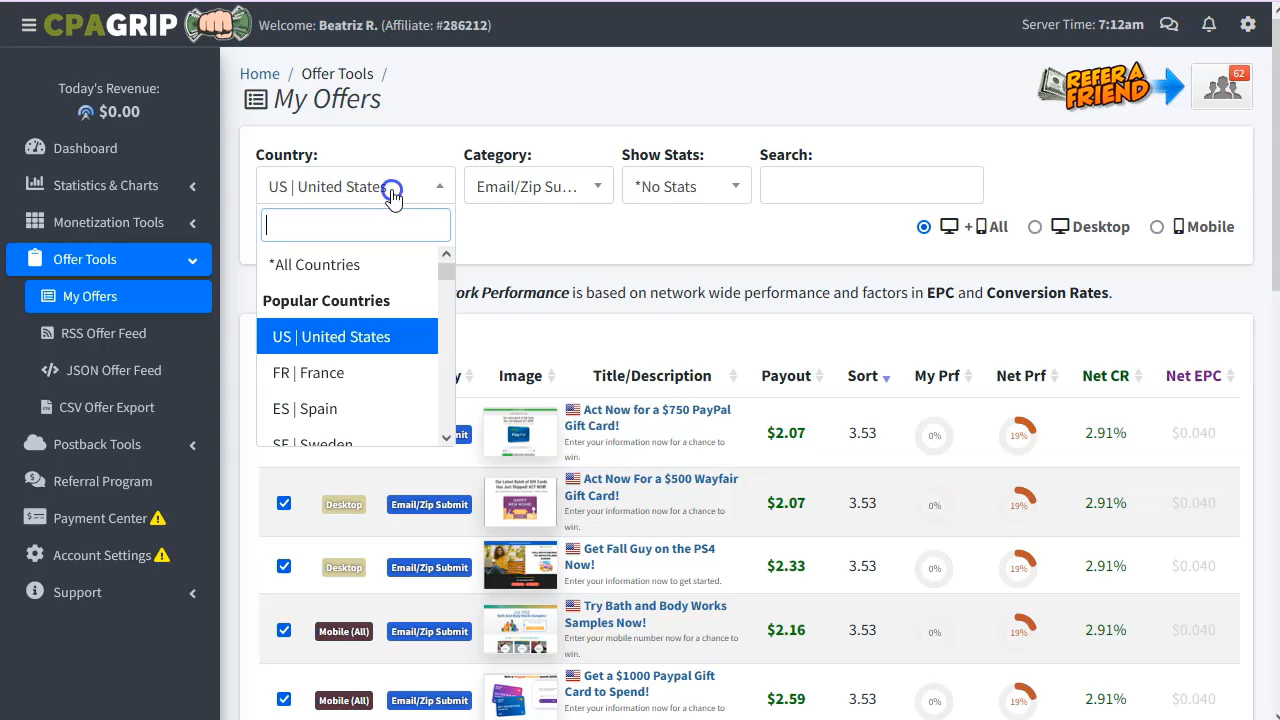 CPAGRIP
Welcome: Beatriz R. (Affiliate: #286212)
Server Time: 7:12am
Today's Revenue:
$0.00
Dashboard
Statistics & Charts
Monetization Tools
Offer Tools
My Offers
RSS Offer Feed
JSON Offer Feed
CSV Offer Export
Postback Tools
Referral Program
Payment Center
Account Settings
Support
Home / Offer Tools /
My Offers
REFER A
FRIEND
62
Country:
Category:
Show Stats:
Search:
US | United States
Email/Zip Su...
*No Stats
+ All
Desktop
Mobile
*All Countries
Popular Countries
US | United States
FR | France
ES | Spain
SE | Sweden
ork Performance is based on network wide performance and factors in EPC and Conversion Rates.
y Image Title/Description Payout Sort My Prf Net Prf Net CR Net EPC
mit
Act Now for a $750 PayPal
Gift Card!
Enter your information now for a chance to
win.
$2.07 3.53 0% 19% 2.91% $0.040
Desktop Email/Zip Submit
Act Now For a $500 Wayfair
Gift Card!
Enter your information now for a chance to
win.
$2.07 3.53 0% 19% 2.91% $0.040
Desktop Email/Zip Submit
Get Fall Guy on the PS4
Now!
Enter your information now to get started.
$2.33 3.53 0% 19% 2.91% $0.040
Mobile (All) Email/Zip Submit
Try Bath and Body Works
Samples Now!
Enter your mobile number now for a chance to
win.
$2.16 3.53 0% 19% 2.91% $0.040
Mobile (All) Email/Zip Submit
Get a $1000 Paypal Gift
Card to Spend!
Enter your information now for a chance to
$2.59 3.53 0% 19% 2.91% $0.040